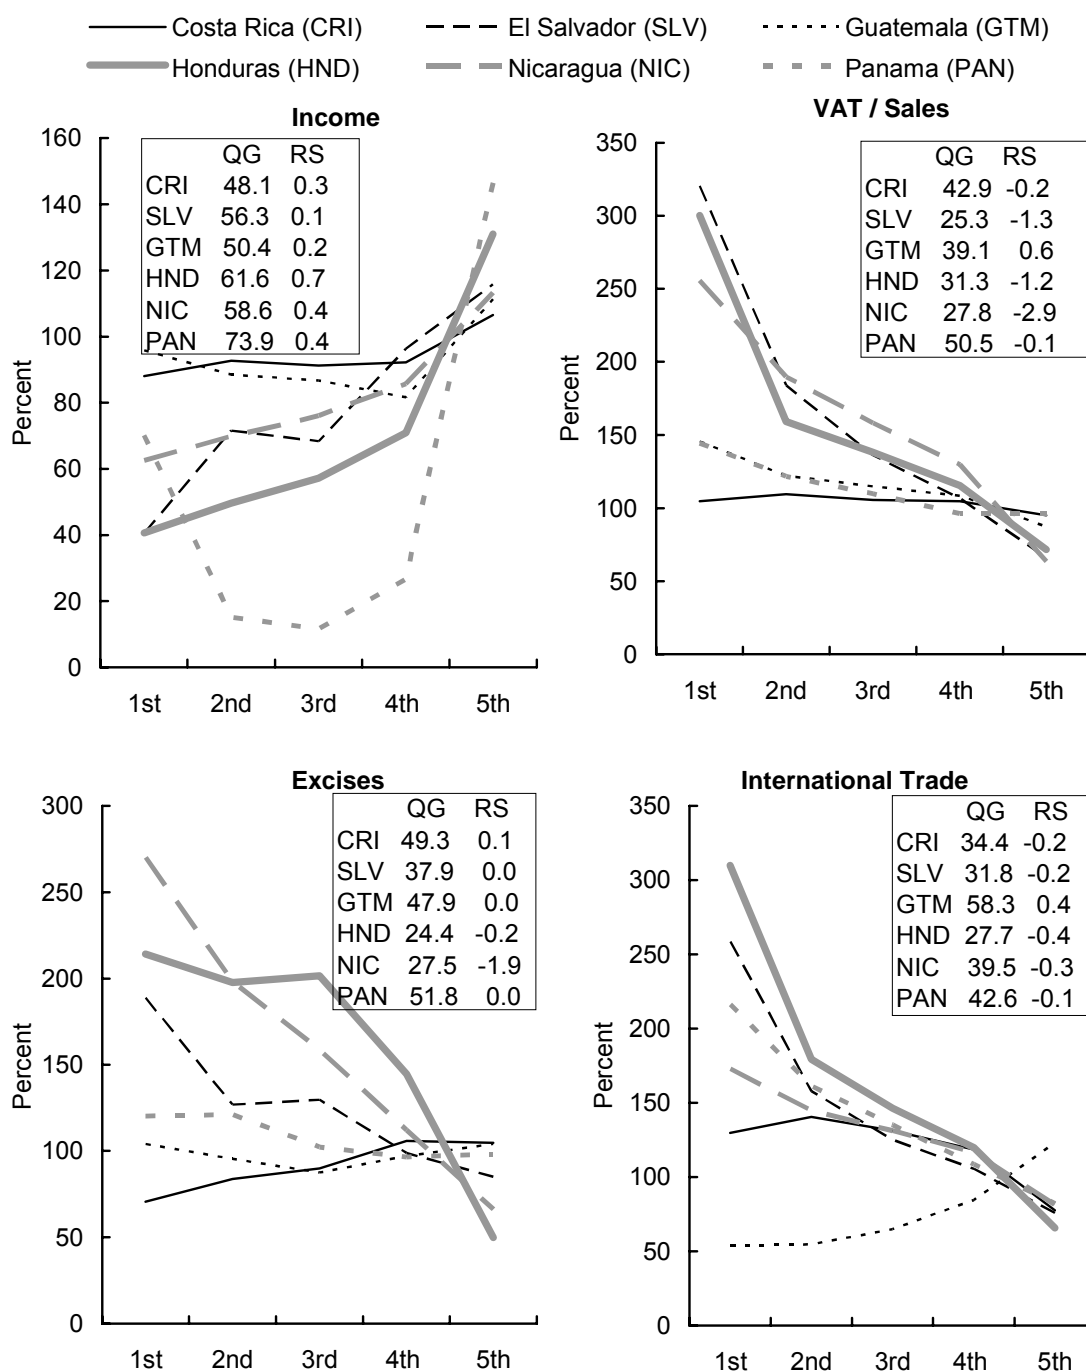 Costa Rica (CRI) El Salvador (SLV) Guatemala (GTM)
Honduras (HND) Nicaragua (NIC) Panama (PAN)
Income
Percent
160
140
120
100
80
60
40
20
0
QG RS
CRI 48.1 0.3
SLV 56.3 0.1
GTM 50.4 0.2
HND 61.6 0.7
NIC 58.6 0.4
PAN 73.9 0.4
1st 2nd 3rd 4th 5th
VAT / Sales
Percent
350
300
250
200
150
100
50
0
QG RS
CRI 42.9 -0.2
SLV 25.3 -1.3
GTM 39.1 0.6
HND 31.3 -1.2
NIC 27.8 -2.9
PAN 50.5 -0.1
1st 2nd 3rd 4th 5th
Excises
Percent
300
250
200
150
100
50
0
QG RS
CRI 49.3 0.1
SLV 37.9 0.0
GTM 47.9 0.0
HND 24.4 -0.2
NIC 27.5 -1.9
PAN 51.8 0.0
1st 2nd 3rd 4th 5th
International Trade
Percent
350
300
250
200
150
100
50
0
QG RS
CRI 34.4 -0.2
SLV 31.8 -0.2
GTM 58.3 0.4
HND 27.7 -0.4
NIC 39.5 -0.3
PAN 42.6 -0.1
1st 2nd 3rd 4th 5th